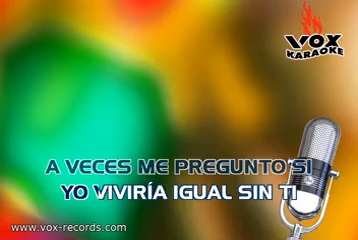 VOX
KARAOKE
A VECES ME PREGUNTO SI
YO VIVIRÍA IGUAL SIN TI
www.vox-records.com